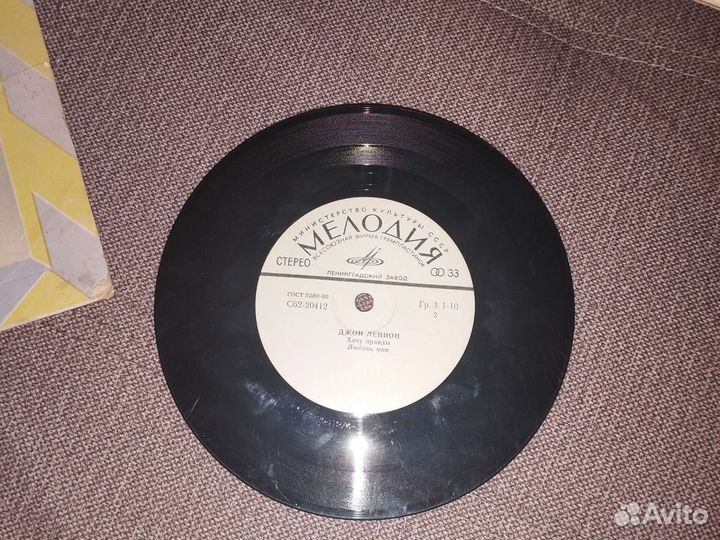 МИНИСТЕРСТВО КУЛЬТУРЫ СССР
МЕЛОДИЯ
ВСЕСОЮЗНАЯ ФИРМА ГРАМПЛАСТИНОК
СТЕРЕО
33
ЛЕНИНГРАДСКИЙ ЗАВОД
ГОСТ 5289-80
С62-20412
Гр. 3. 1-10
2
ДЖОН ЛЕННОН
Хочу правды
Любовь моя
Avito